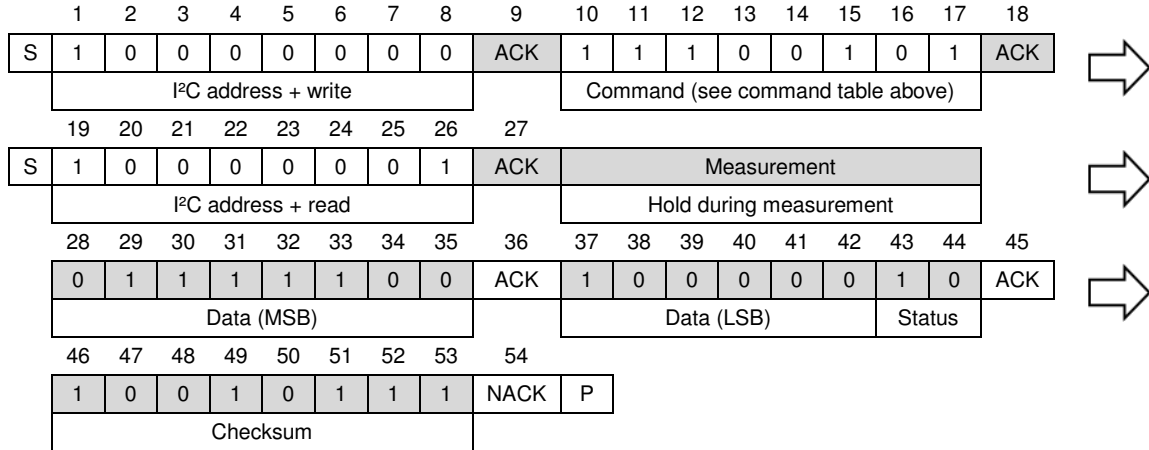 1 2 3 4 5 6 7 8 9 10 11 12 13 14 15 16 17 18
S 1 0 0 0 0 0 0 0 ACK 1 1 1 0 0 1 0 1 ACK
I²C address + write Command (see command table above)
19 20 21 22 23 24 25 26 27
S 1 0 0 0 0 0 0 1 ACK Measurement
I²C address + read Hold during measurement
28 29 30 31 32 33 34 35 36 37 38 39 40 41 42 43 44 45
0 1 1 1 1 1 0 0 ACK 1 0 0 0 0 0 1 0 ACK
Data (MSB) Data (LSB) Status
46 47 48 49 50 51 52 53 54
1 0 0 1 0 1 1 1 NACK P
Checksum